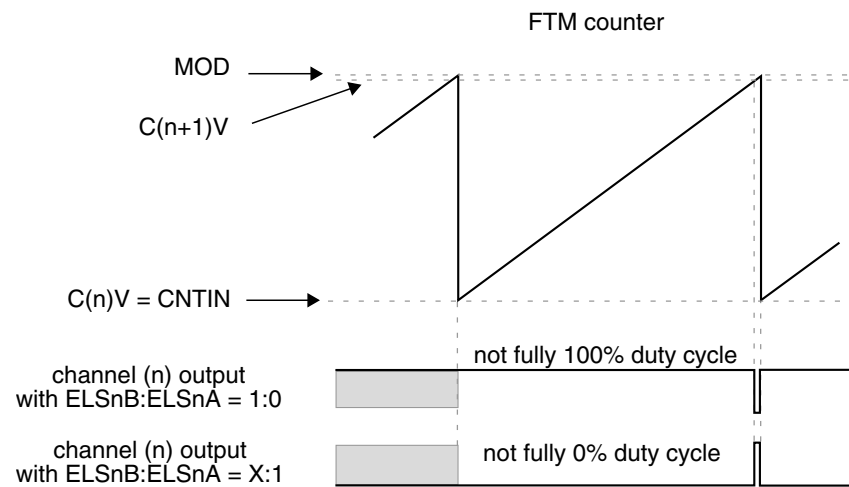 FTM counter
MOD
C(n+1)V
C(n)V = CNTIN
not fully 100% duty cycle
channel (n) output
with ELSnB:ELSnA = 1:0
channel (n) output
with ELSnB:ELSnA = X:1
not fully 0% duty cycle